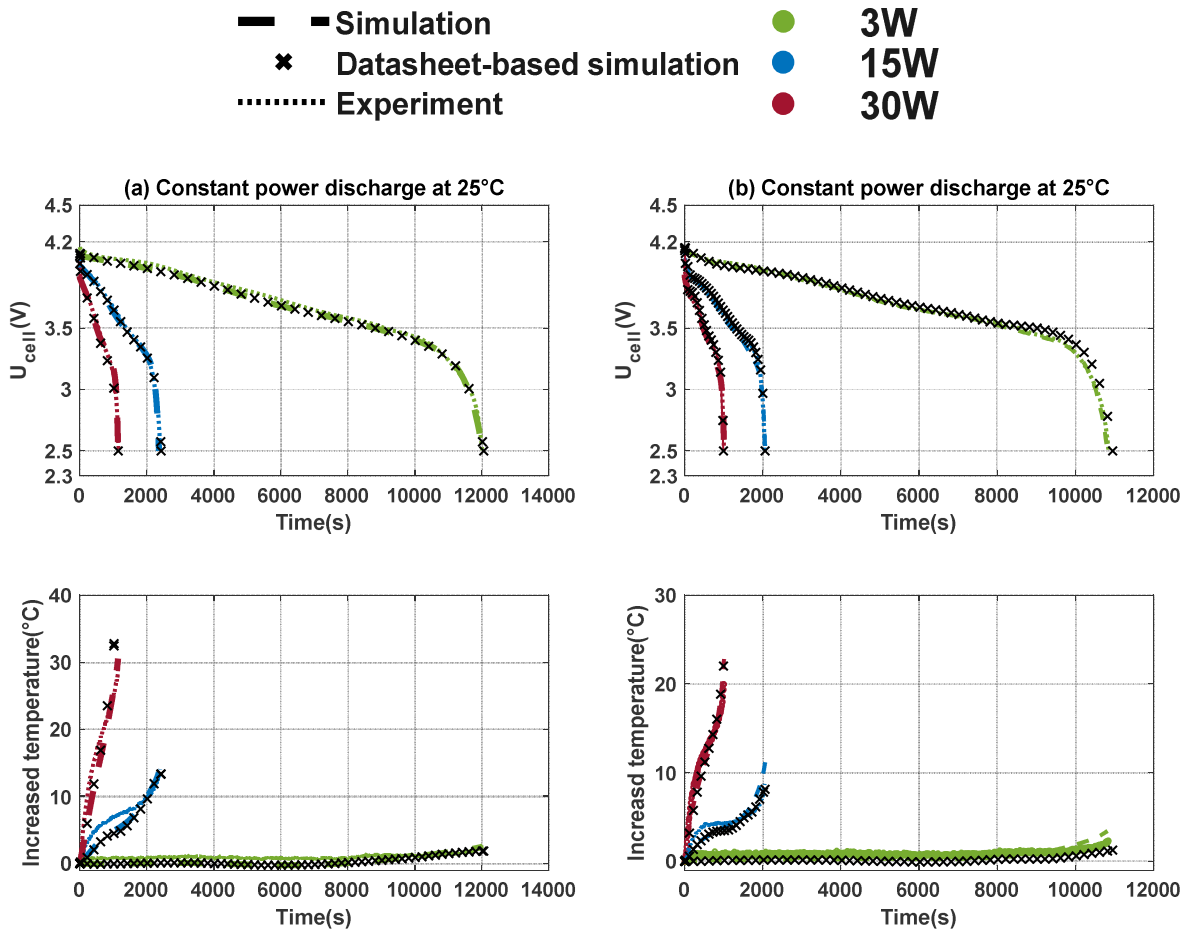 Simulation
3W
Datasheet-based simulation
15W
Experiment
30W
(a) Constant power discharge at 25°C
4.5
4.2
3.5
3
2.5
2.3
U_cell(V)
0 2000 4000 6000 8000 10000 12000 14000
Time(s)
(b) Constant power discharge at 25°C
4.5
4.2
3.5
3
2.5
2.3
U_cell(V)
0 2000 4000 6000 8000 10000 12000
Time(s)
40
30
20
10
0
Increased temperature(°C)
0 2000 4000 6000 8000 10000 12000 14000
Time(s)
30
20
10
0
Increased temperature(°C)
0 2000 4000 6000 8000 10000 12000
Time(s)